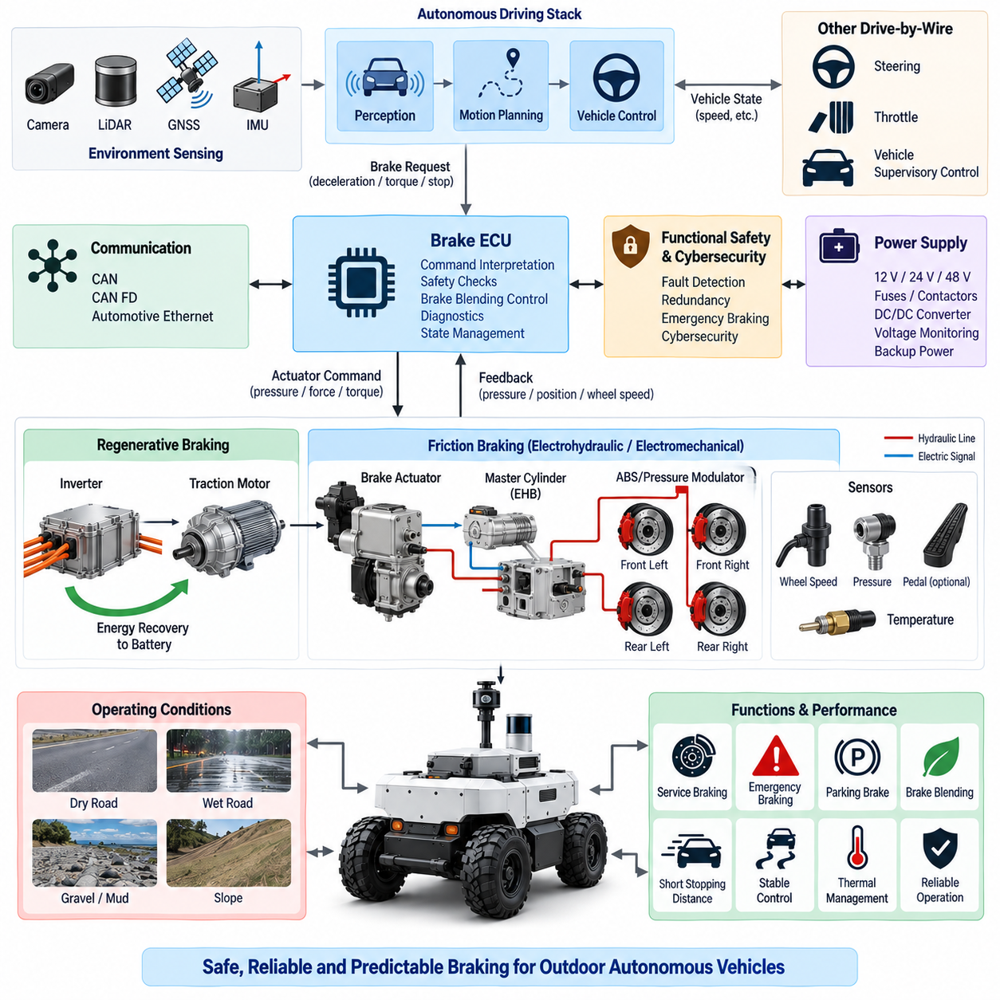 Autonomous Driving Stack
Camera
LiDAR
GNSS
IMU
Environment Sensing
Perception
Motion Planning
Vehicle Control
Vehicle State
(speed, etc.)
Other Drive-by-Wire
Steering
Throttle
Vehicle
Supervisory Control
Brake Request
(deceleration / torque / stop)
Communication
CAN
CAN FD
Automotive Ethernet
Brake ECU
Command Interpretation
Safety Checks
Brake Blending Control
Diagnostics
State Management
Functional Safety
& Cybersecurity
Fault Detection
Redundancy
Emergency Braking
Cybersecurity
Power Supply
12 V / 24 V / 48 V
Fuses / Contactors
DC/DC Converter
Voltage Monitoring
Backup Power
Actuator Command
(pressure / force / torque)
Feedback
(pressure / position / wheel speed)
Regenerative Braking
Inverter
Traction Motor
Energy Recovery
to Battery
Friction Braking (Electrohydraulic / Electromechanical)
Brake Actuator
Master Cylinder
(EHB)
ABS/Pressure Modulator
Front Left
Front Right
Rear Left
Rear Right
Hydraulic Line
Electric Signal
Sensors
Wheel Speed
Pressure
Pedal (optional)
Temperature
Operating Conditions
Dry Road
Wet Road
Gravel / Mud
Slope
Functions & Performance
Service Braking
Emergency
Braking
P
Parking Brake
Brake Blending
Short Stopping
Distance
Stable
Control
Thermal
Management
Reliable
Operation
Safe, Reliable and Predictable Braking for Outdoor Autonomous Vehicles